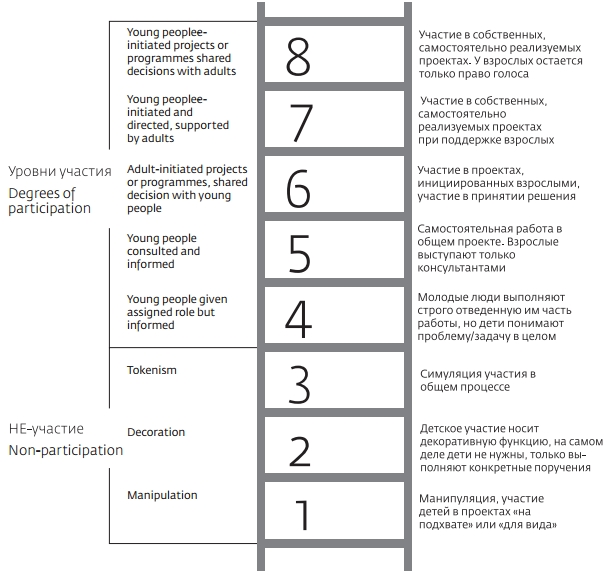 Young peoplee-
initiated projects or
programmes shared
decisions with adults
8
Участие в собственных,
самостоятельно реализуемых
проектах. У взрослых остается
только право голоса
Young peoplee-
initiated and
directed, supported
by adults
7
Участие в собственных,
самостоятельно
реализуемых проектах
при поддержке взрослых
Уровни участия
Degrees of
participation
Adult-initiated projects
or programmes, shared
decision with young
people
6
Участие в проектах,
инициированных взрослыми,
участие в принятии решения
Young people
consulted and
informed
5
Самостоятельная работа в
общем проекте. Взрослые
выступают только
консультантами
Young people given
assigned role but
informed
4
Молодые люди выполняют
строго отведенную им часть
работы, но дети понимают
проблему/задачу в целом
Tokenism
3
Симуляция участия в
общем процессе
НЕ-участие
Non-participation
Decoration
2
Детское участие носит
декоративную функцию, на самом
деле дети не нужны, только вы-
полняют конкретные поручения
Manipulation
1
Манипуляция, участие
детей в проектах «на
подхвате» или «для вида»